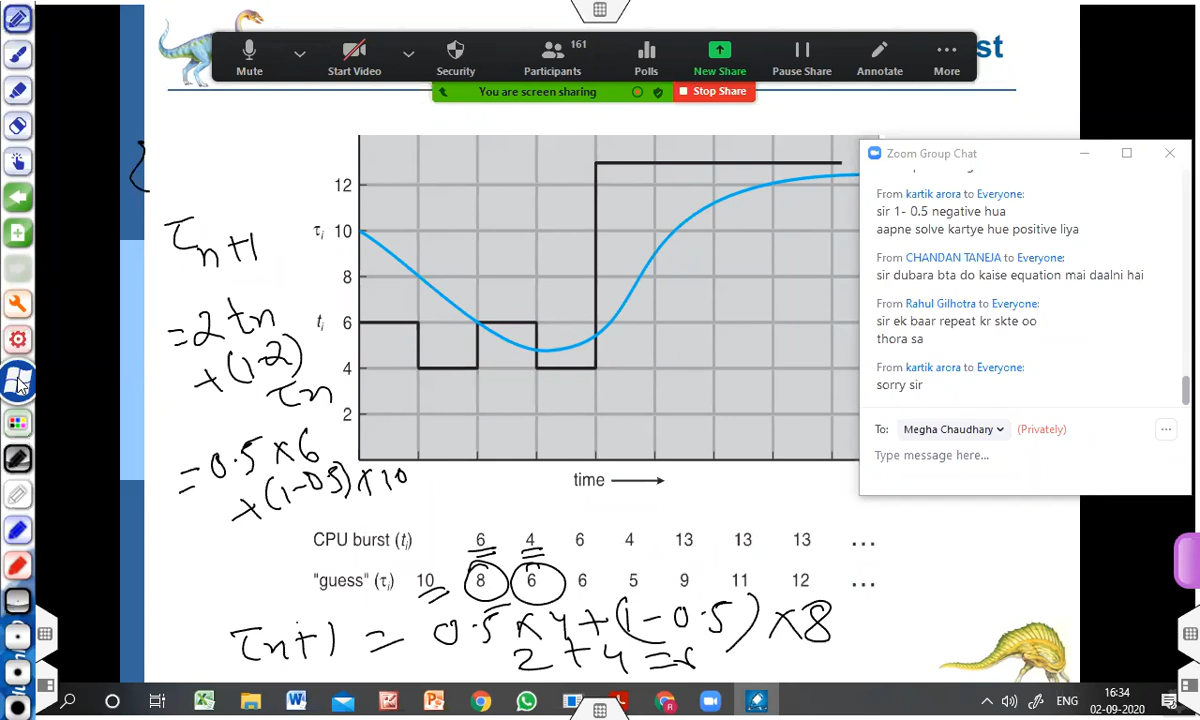 st
161
Mute
Start Video
Security
Participants
Polls
New Share
Pause Share
Annotate
More
You are screen sharing
Stop Share
Zoom Group Chat
From kartik arora to Everyone:
sir 1- 0.5 negative hua
aapne solve kartye hue positive liya
From CHANDAN TANEJA to Everyone:
sir dubara bta do kaise equation mai daalni hai
From Rahul Gilhotra to Everyone:
sir ek baar repeat kr skte oo
thora sa
From kartik arora to Everyone:
sorry sir
To: Megha Chaudhary (Privately)
Type message here...
12
τi 10
8
ti 6
4
2
time
τn+1
= 2 tn
+ (1-2)
τn
= 0.5 × 6
+ (1-0.5) × 10
CPU burst (ti) 6 4 6 4 13 13 13 ...
"guess" (τi) 10 8 6 6 5 9 11 12 ...
τn+1 = 0.5 × 4 + (1-0.5) × 8
2 + 4 =
ENG
16:34
02-09-2020